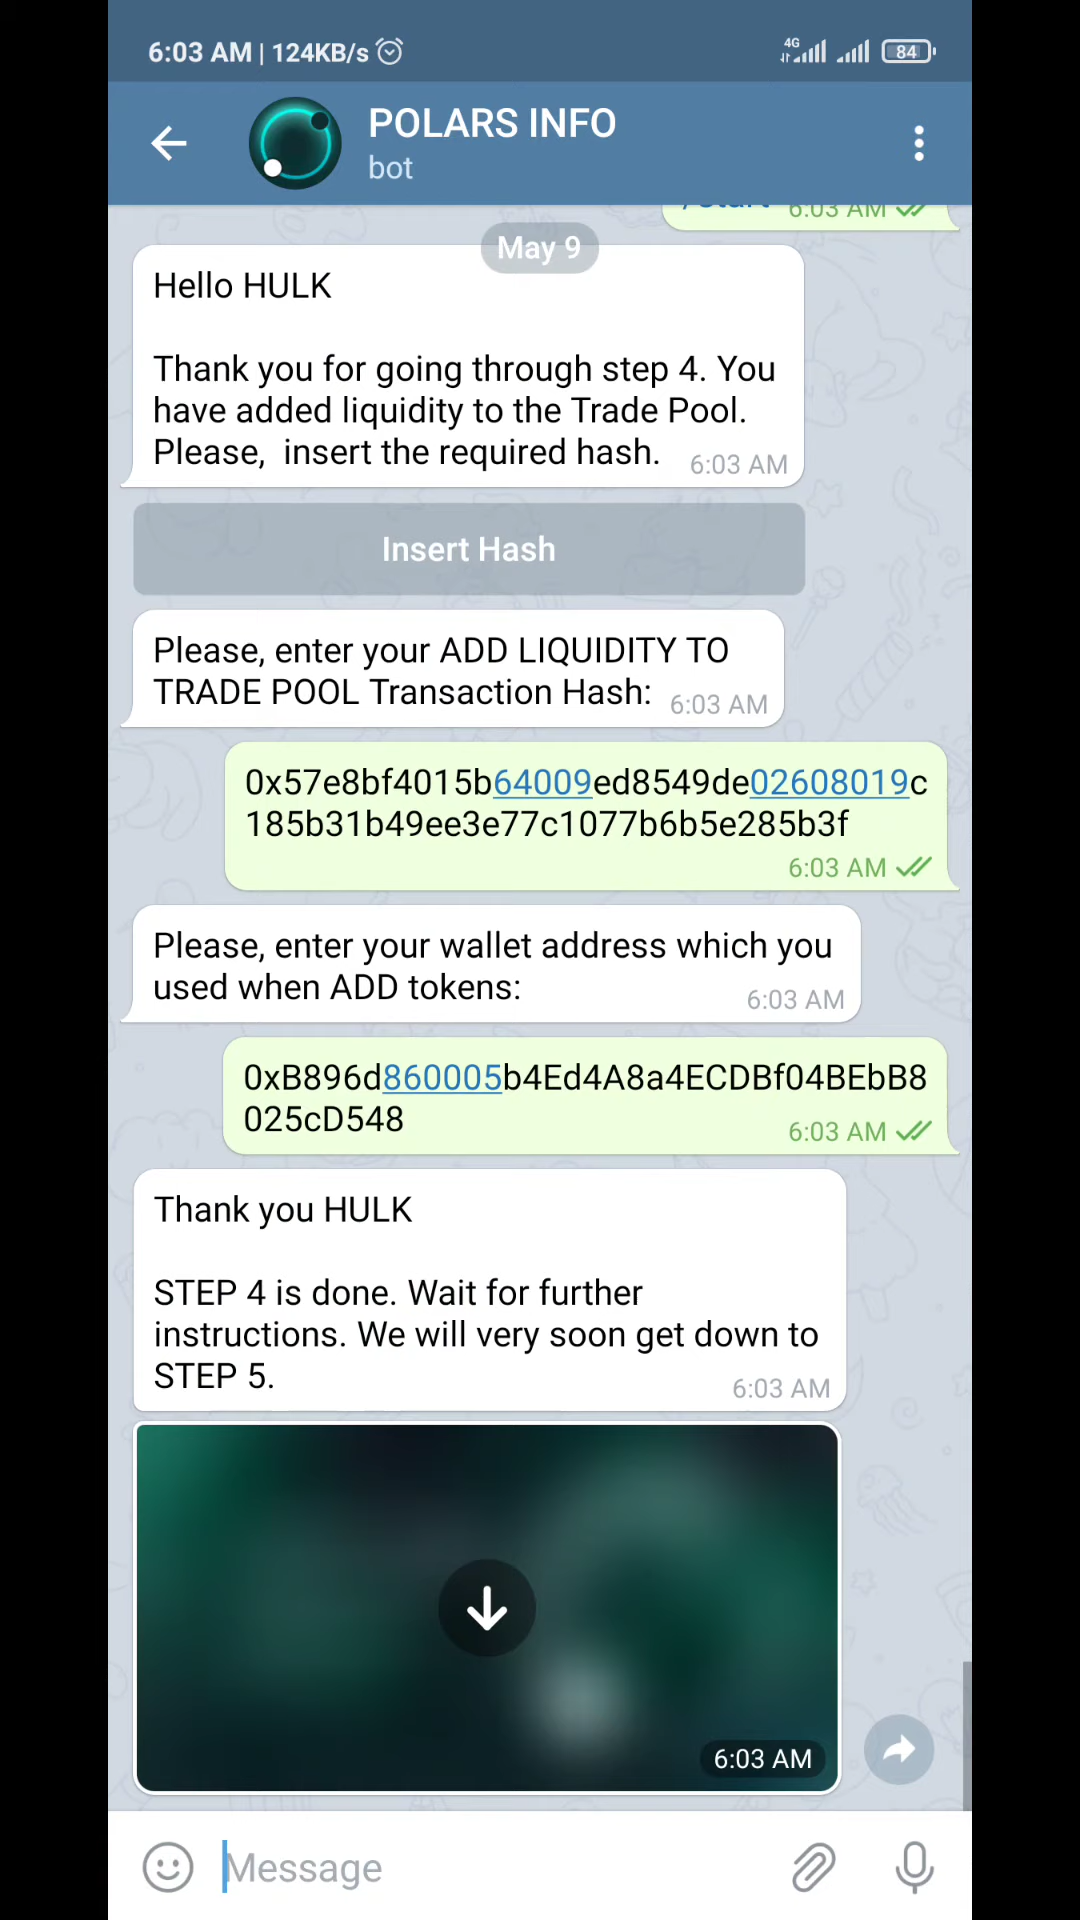 6:03 AM | 124KB/s
4G
84
POLARS INFO
bot
/start 6:03 AM
May 9
Hello HULK
Thank you for going through step 4. You
have added liquidity to the Trade Pool.
Please,  insert the required hash. 6:03 AM
Insert Hash
Please, enter your ADD LIQUIDITY TO
TRADE POOL Transaction Hash: 6:03 AM
0x57e8bf4015b64009ed8549de02608019c
185b31b49ee3e77c1077b6b5e285b3f
6:03 AM
Please, enter your wallet address which you
used when ADD tokens: 6:03 AM
0xB896d860005b4Ed4A8a4ECDBf04BEbB8
025cD548 6:03 AM
Thank you HULK
STEP 4 is done. Wait for further
instructions. We will very soon get down to
STEP 5. 6:03 AM
6:03 AM
Message